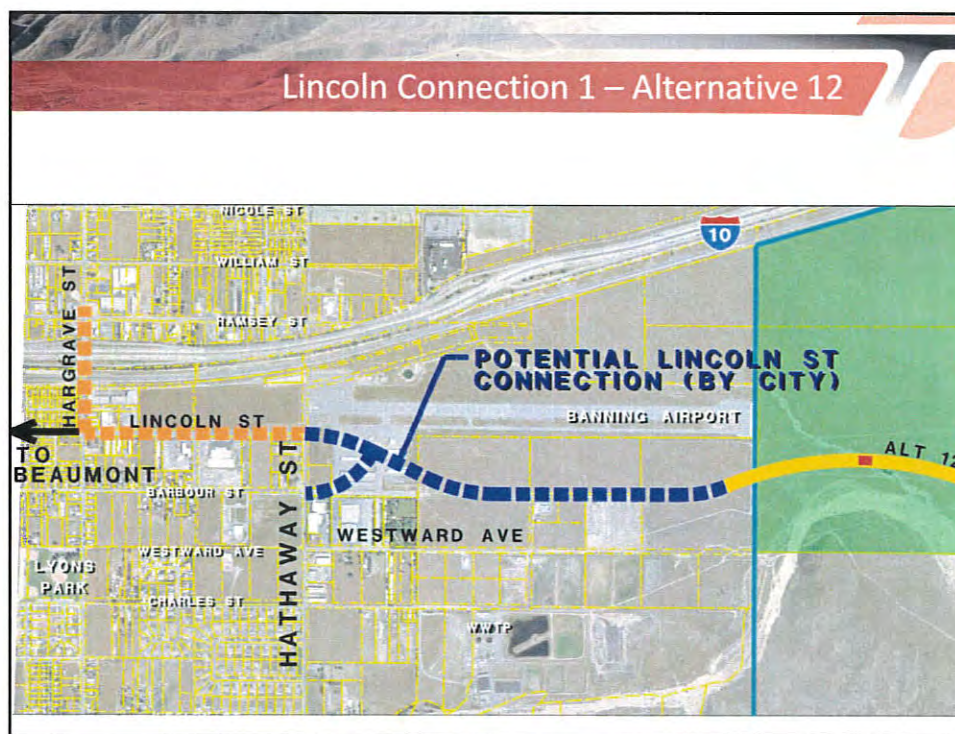 Lincoln Connection 1 – Alternative 12
NICOLE ST
WILLIAM ST
10
HARGRAVE ST
RAMSEY ST
POTENTIAL LINCOLN ST
CONNECTION (BY CITY)
LINCOLN ST
BANNING AIRPORT
TO
BEAUMONT
ALT 12
BARBOUR ST
HATHAWAY ST
WESTWARD AVE
WESTWARD AVE
LYONS
PARK
CHARLES ST
WWTP